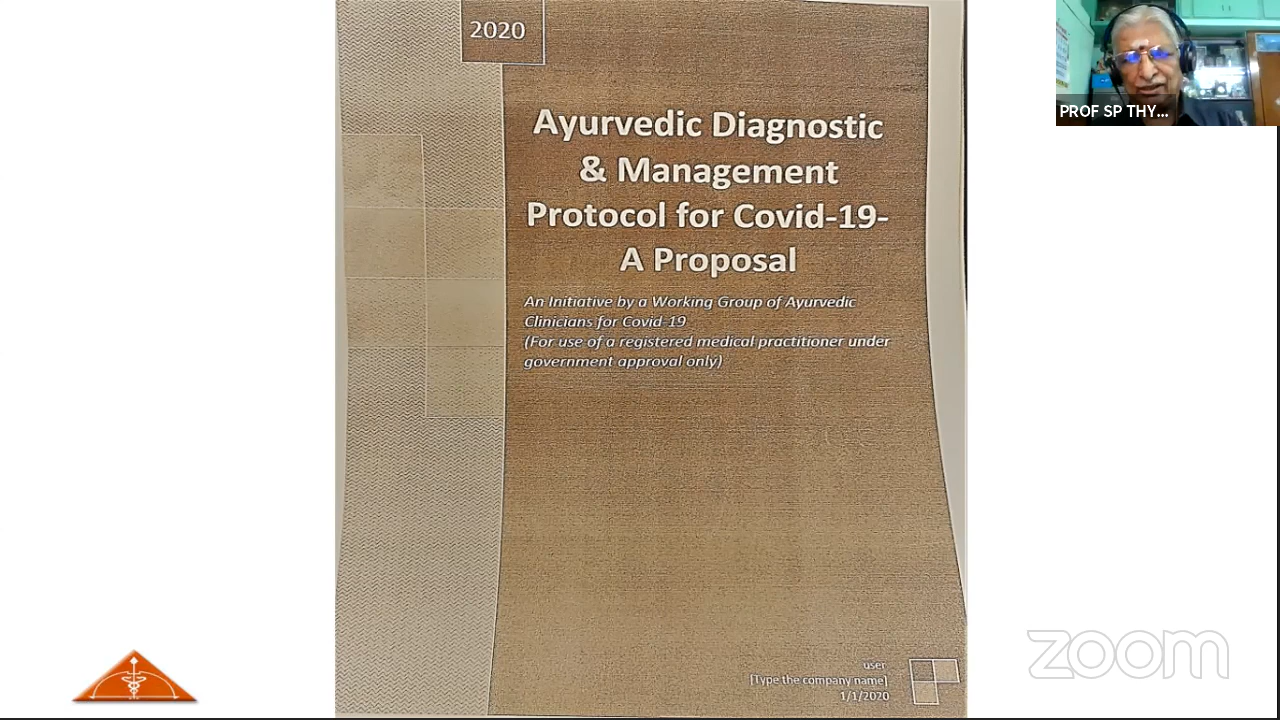 2020
Ayurvedic Diagnostic
& Management
Protocol for Covid-19-
A Proposal
An Initiative by a Working Group of Ayurvedic
Clinicians for Covid-19
(For use of a registered medical practitioner under
government approval only)
user
[Type the company name]
1/1/2020
PROF SP THY...
zoom